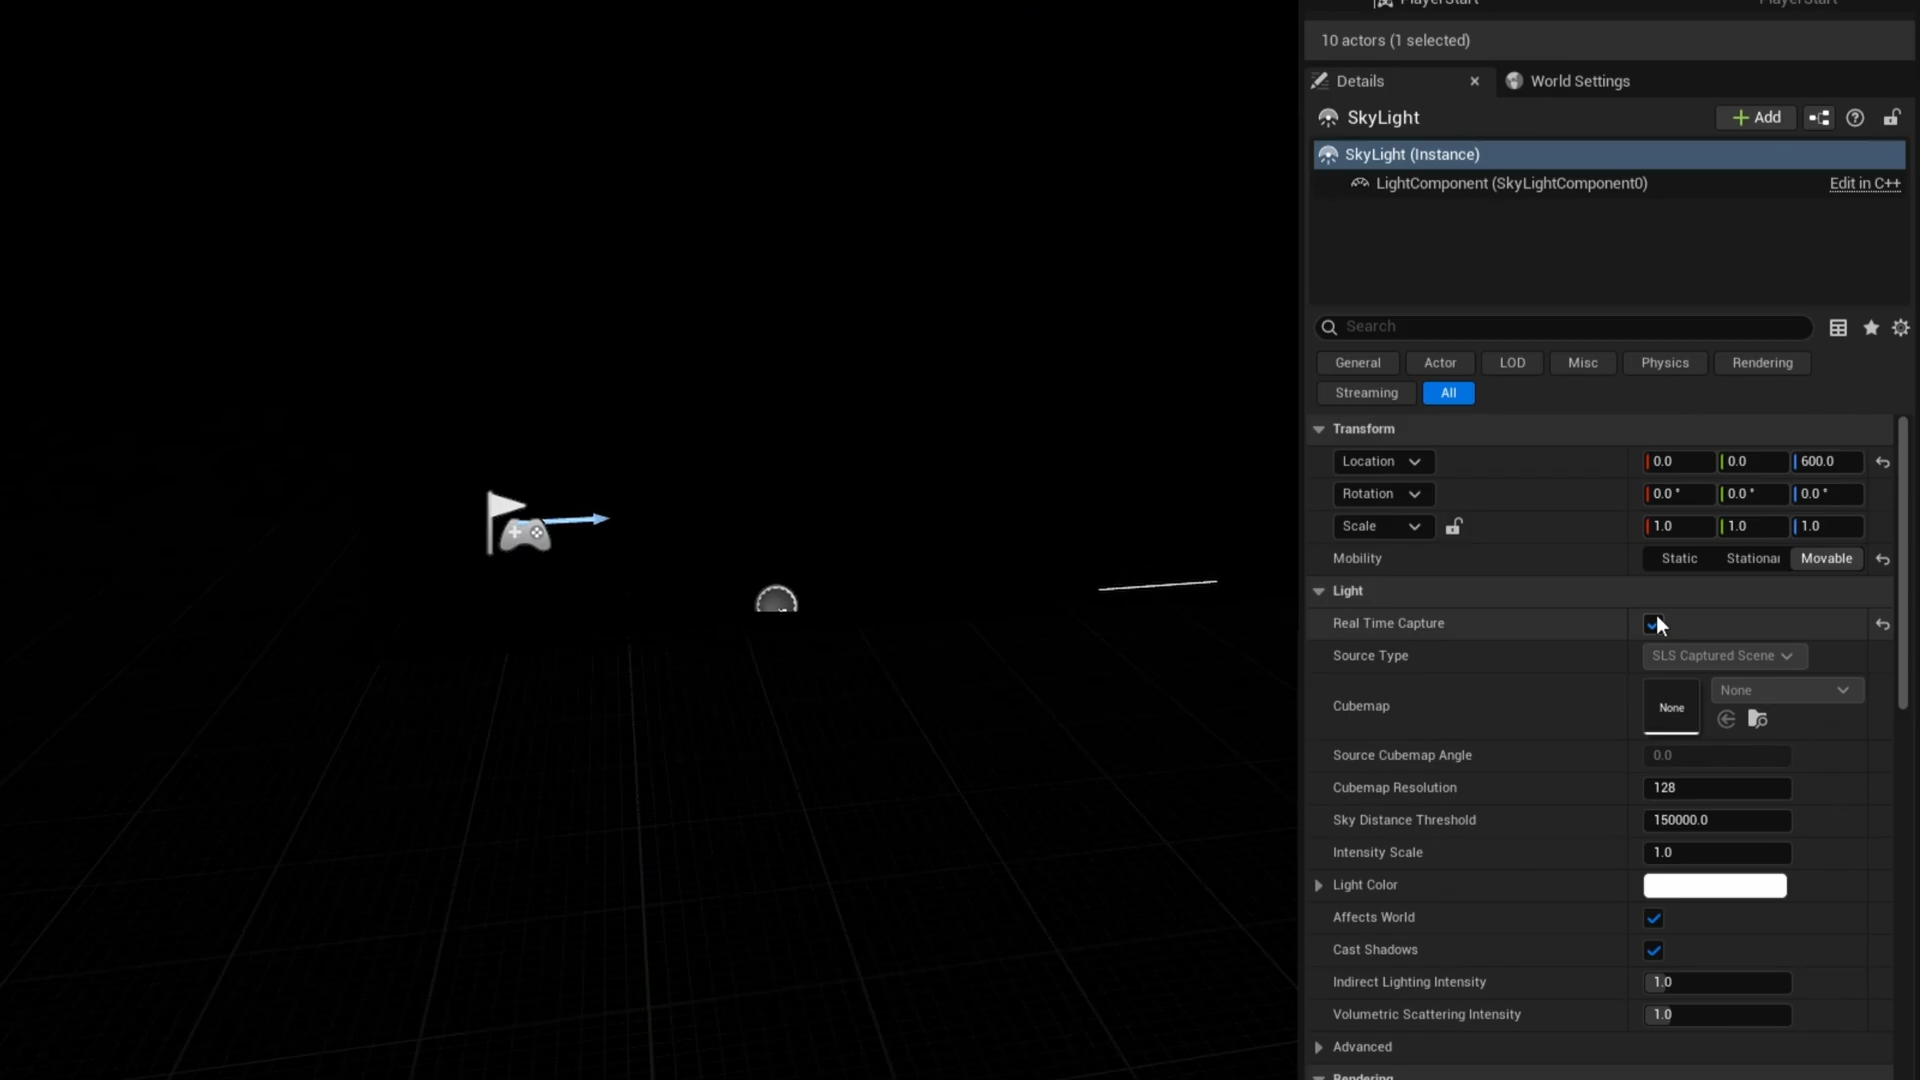 PlayerStart PlayerStart
10 actors (1 selected)
Details World Settings
SkyLight Add
SkyLight (Instance)
LightComponent (SkyLightComponent0) Edit in C++
Search
General Actor LOD Misc Physics Rendering
Streaming All
Transform
Location 0.0 0.0 600.0
Rotation 0.0 ° 0.0 ° 0.0 °
Scale 1.0 1.0 1.0
Mobility Static Stationar Movable
Light
Real Time Capture
Source Type SLS Captured Scene
None
Cubemap None
Source Cubemap Angle 0.0
Cubemap Resolution 128
Sky Distance Threshold 150000.0
Intensity Scale 1.0
Light Color
Affects World
Cast Shadows
Indirect Lighting Intensity 1.0
Volumetric Scattering Intensity 1.0
Advanced
Rendering